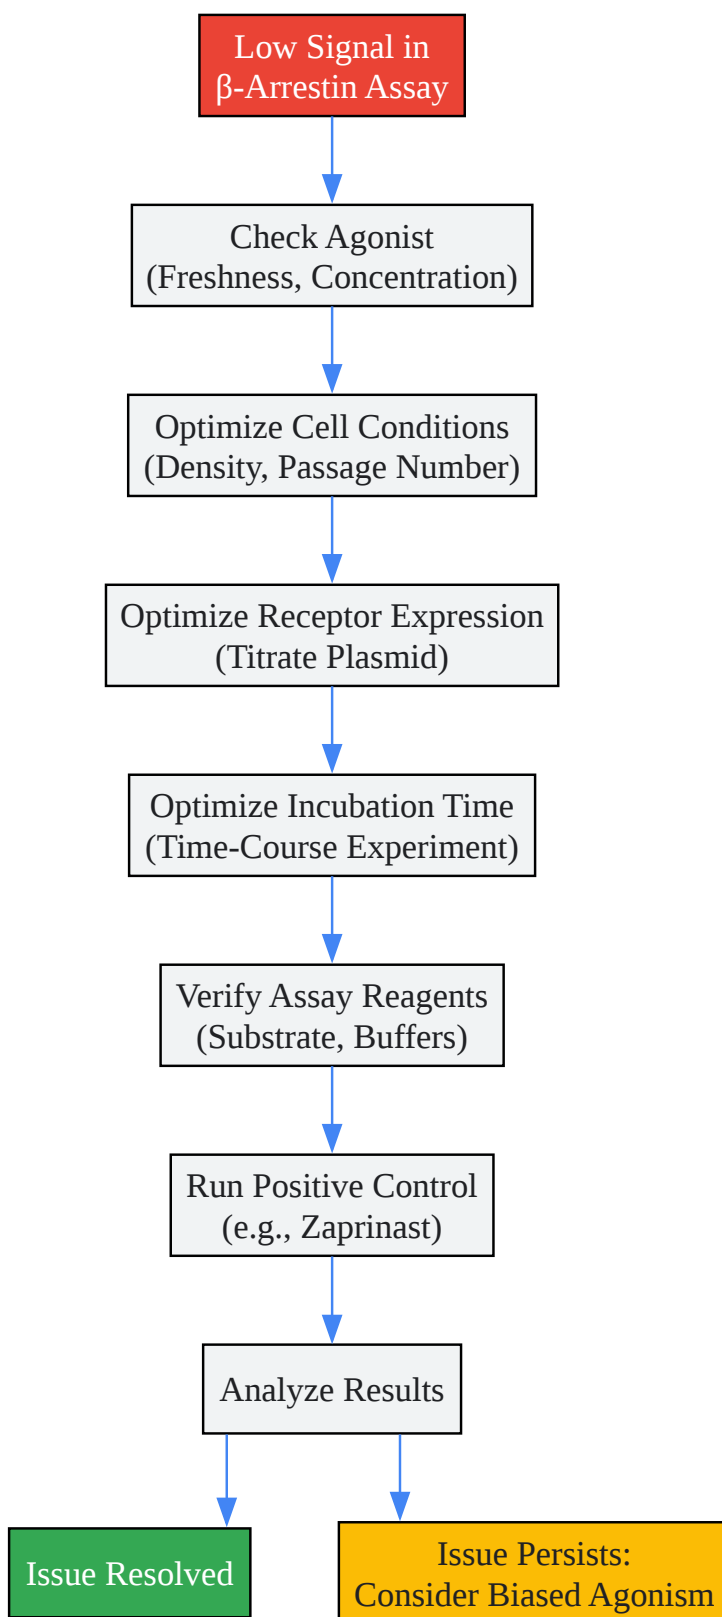 Low Signal in
β-Arrestin Assay
Check Agonist
(Freshness, Concentration)
Optimize Cell Conditions
(Density, Passage Number)
Optimize Receptor Expression
(Titrate Plasmid)
Optimize Incubation Time
(Time-Course Experiment)
Verify Assay Reagents
(Substrate, Buffers)
Run Positive Control
(e.g., Zaprinast)
Analyze Results
Issue Resolved
Issue Persists:
Consider Biased Agonism